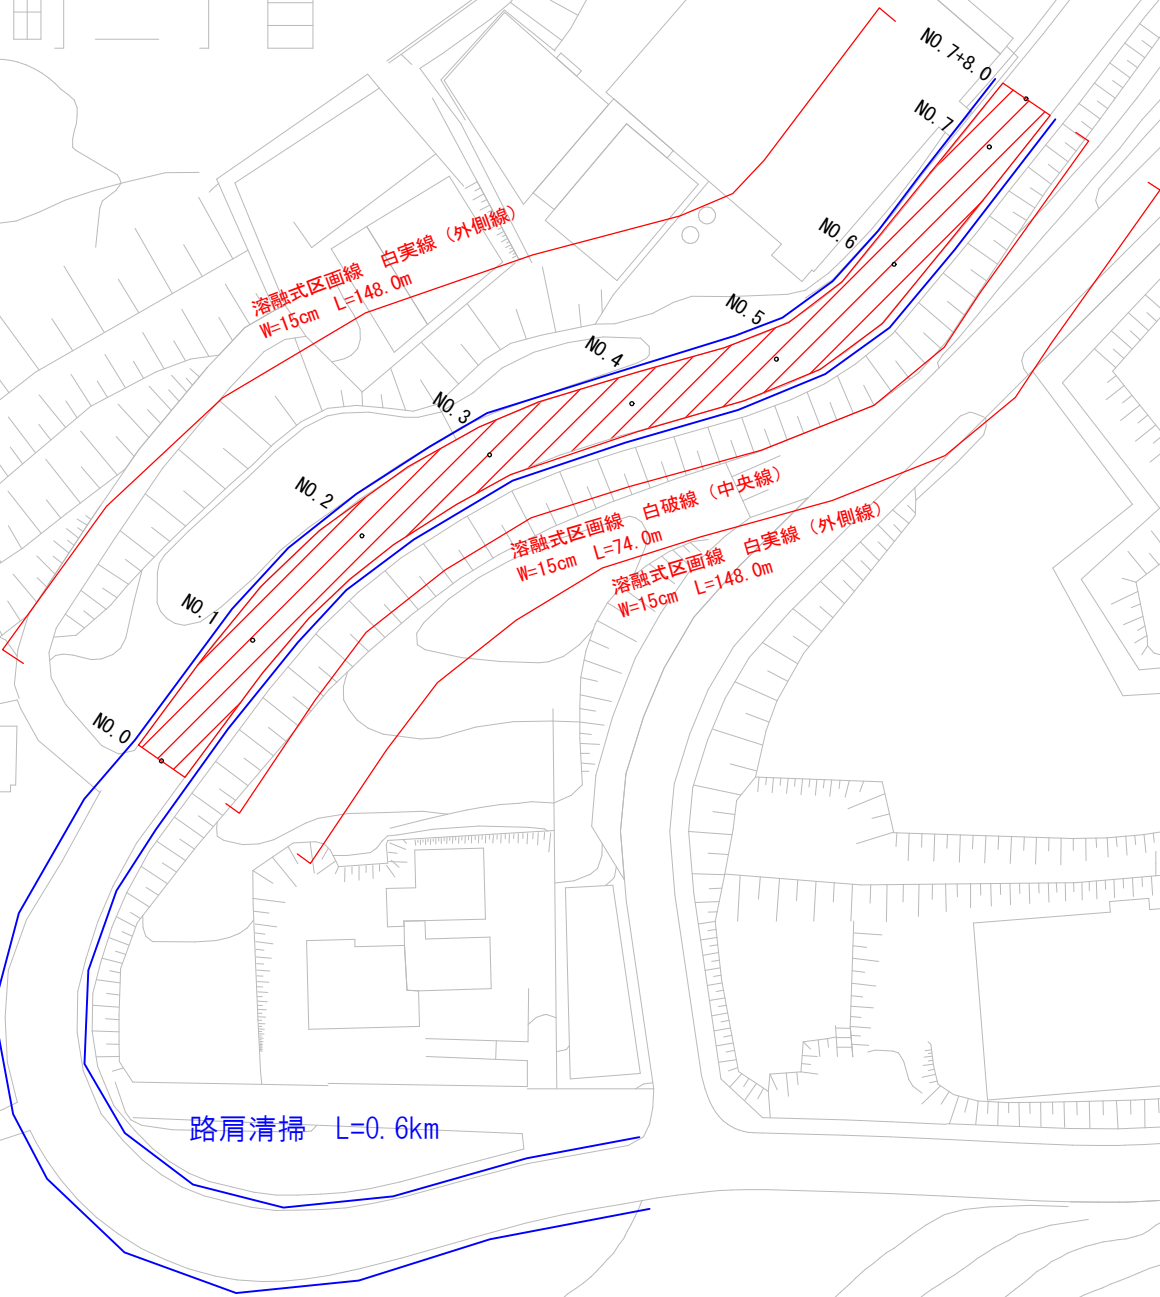 NO.7+8.0
NO.7
NO.6
溶融式区画線　白実線（外側線）
W=15cm　L=148.0m
NO.5
NO.4
NO.3
NO.2
溶融式区画線　白破線（中央線）
W=15cm　L=74.0m
溶融式区画線　白実線（外側線）
W=15cm　L=148.0m
NO.1
NO.0
路肩清掃　L=0.6km